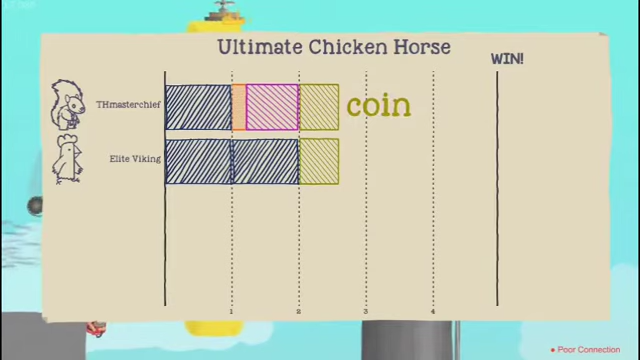 Ultimate Chicken Horse
WIN!
THmasterchief
coin
Elite Viking
1 2 3 4
Poor Connection